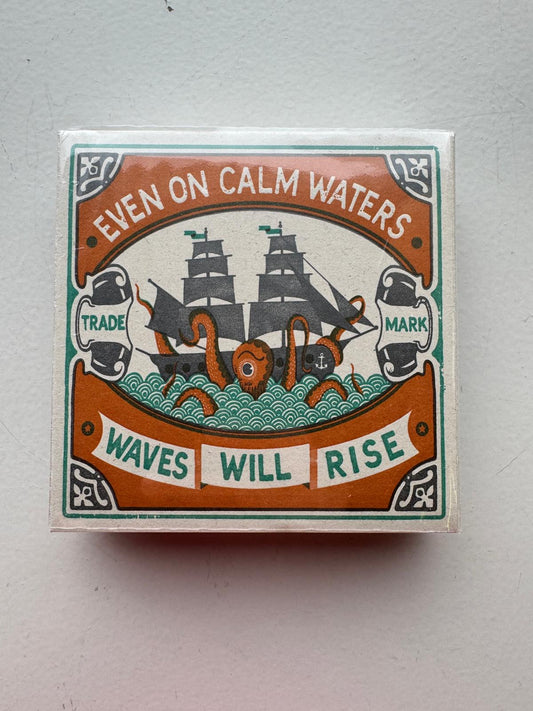 EVEN ON CALM WATERS
TRADE MARK
WAVES WILL RISE